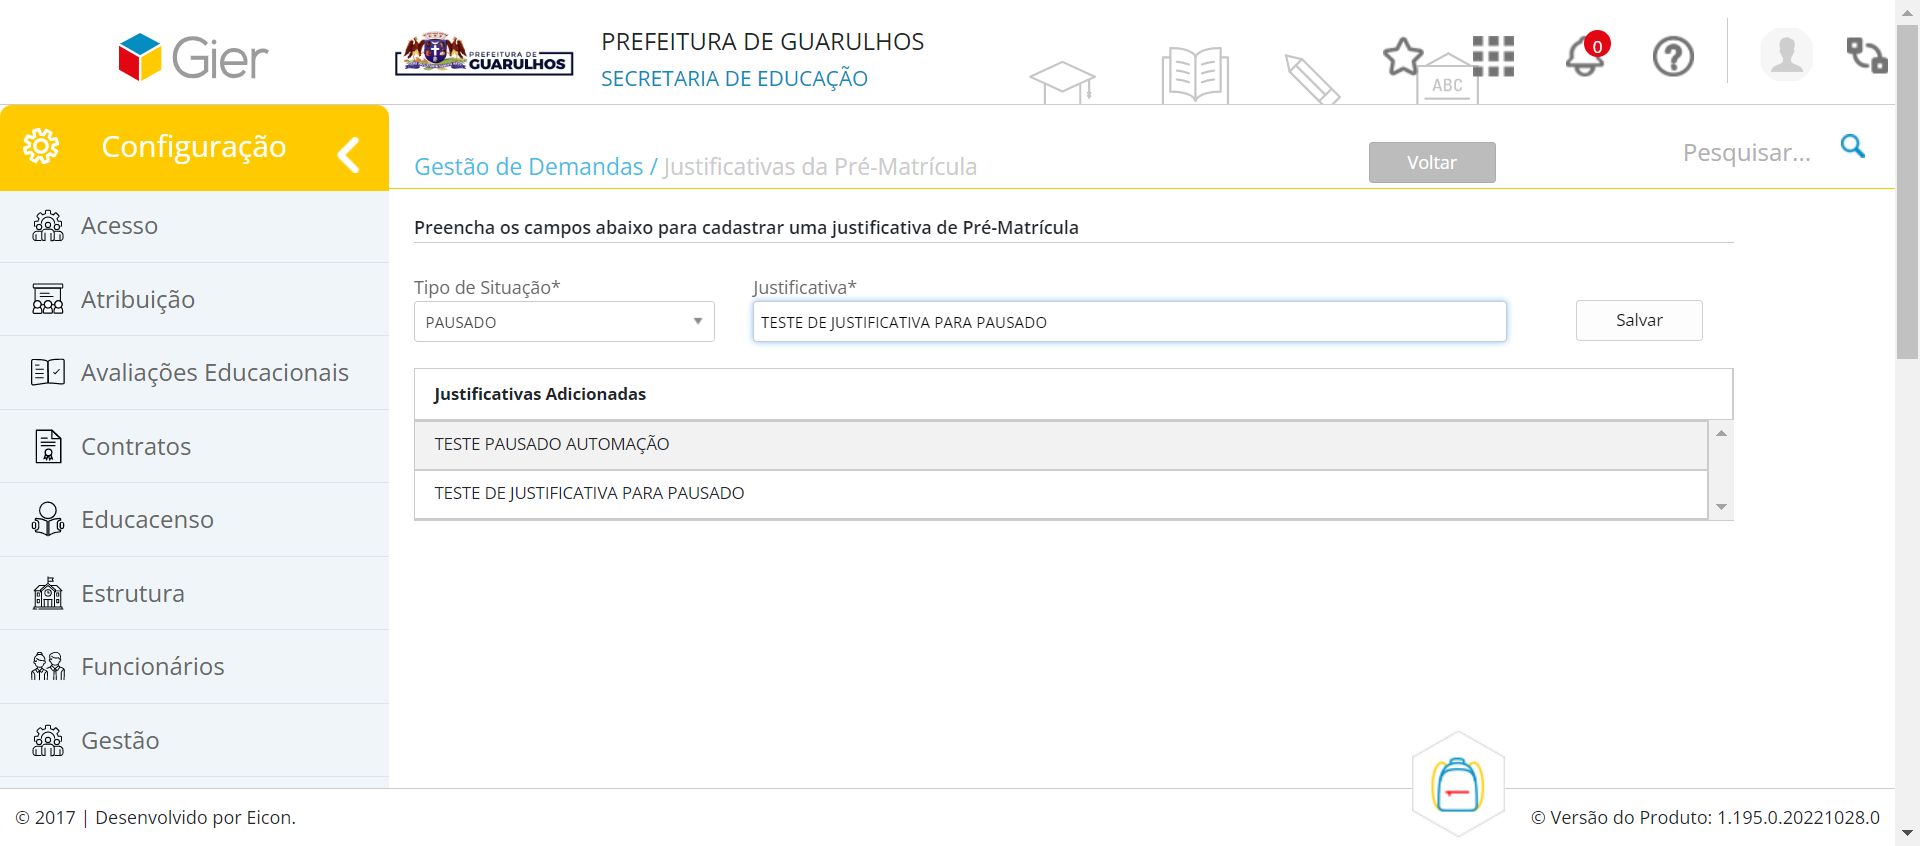 Gier
PREFEITURA DE
GUARULHOS
PREFEITURA DE GUARULHOS
SECRETARIA DE EDUCAÇÃO
ABC
0
?
Configuração
Gestão de Demandas / Justificativas da Pré-Matrícula
Voltar
Pesquisar...
Acesso
Atribuição
Avaliações Educacionais
Contratos
Educacenso
Estrutura
Funcionários
Gestão
Preencha os campos abaixo para cadastrar uma justificativa de Pré-Matrícula
Tipo de Situação*
Justificativa*
PAUSADO
TESTE DE JUSTIFICATIVA PARA PAUSADO
Salvar
Justificativas Adicionadas
TESTE PAUSADO AUTOMAÇÃO
TESTE DE JUSTIFICATIVA PARA PAUSADO
© 2017 | Desenvolvido por Eicon.
© Versão do Produto: 1.195.0.20221028.0